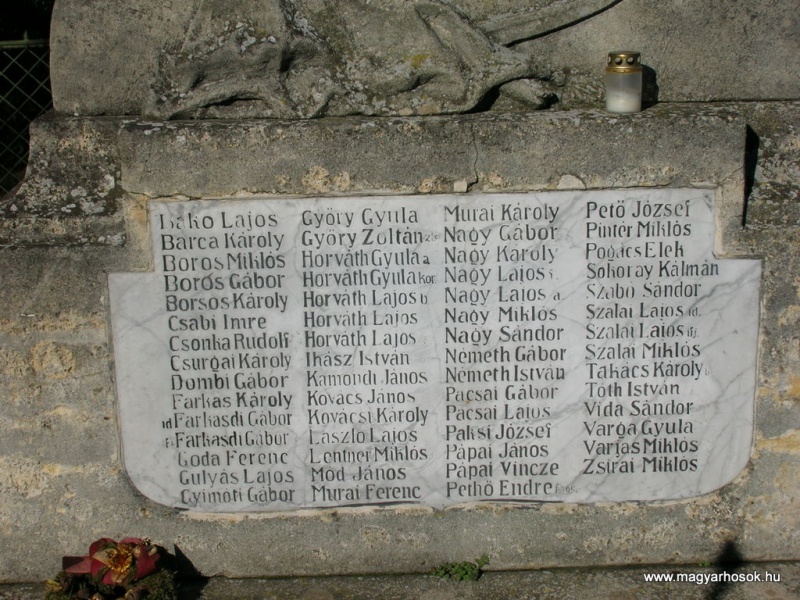 Bakó Lajos
Barca Károly
Boros Miklós
Boros Gábor
Borsos Károly
Csabi Imre
Csonka Rudolf
Csurgai Károly
Dombi Gábor
Farkas Károly
id Farkasdi Gábor
Farkasdi Gábor
Goda Ferenc
Gulyás Lajos
Gyimóti Gábor
Győry Gyula
Győry Zoltán
Horváth Gyula a
Horváth Gyula kor
Horváth Lajos b
Horváth Lajos
Horváth Lajos
Ihász István
Kamondi János
Kovács János
Kovácsi Károly
László Lajos
Lentner Miklós
Mód János
Murai Ferenc
Murai Károly
Nagy Gábor
Nagy Károly
Nagy Lajos
Nagy Lajos a
Nagy Miklós
Nagy Sándor
Németh Gábor
Németh István
Pacsai Gábor
Pacsai Lajos
Paksi József
Pápai János
Pápai Vincze
Pethő Endre
Pető József
Pintér Miklós
Pogács Elek
Sokoray Kálmán
Szabó Sándor
Szalai Lajos id.
Szalai Lajos ifj.
Szalai Miklós
Takács Károly
Tóth István
Vida Sándor
Varga Gyula
Varjas Miklós
Zsirai Miklós
www.magyarhosok.hu